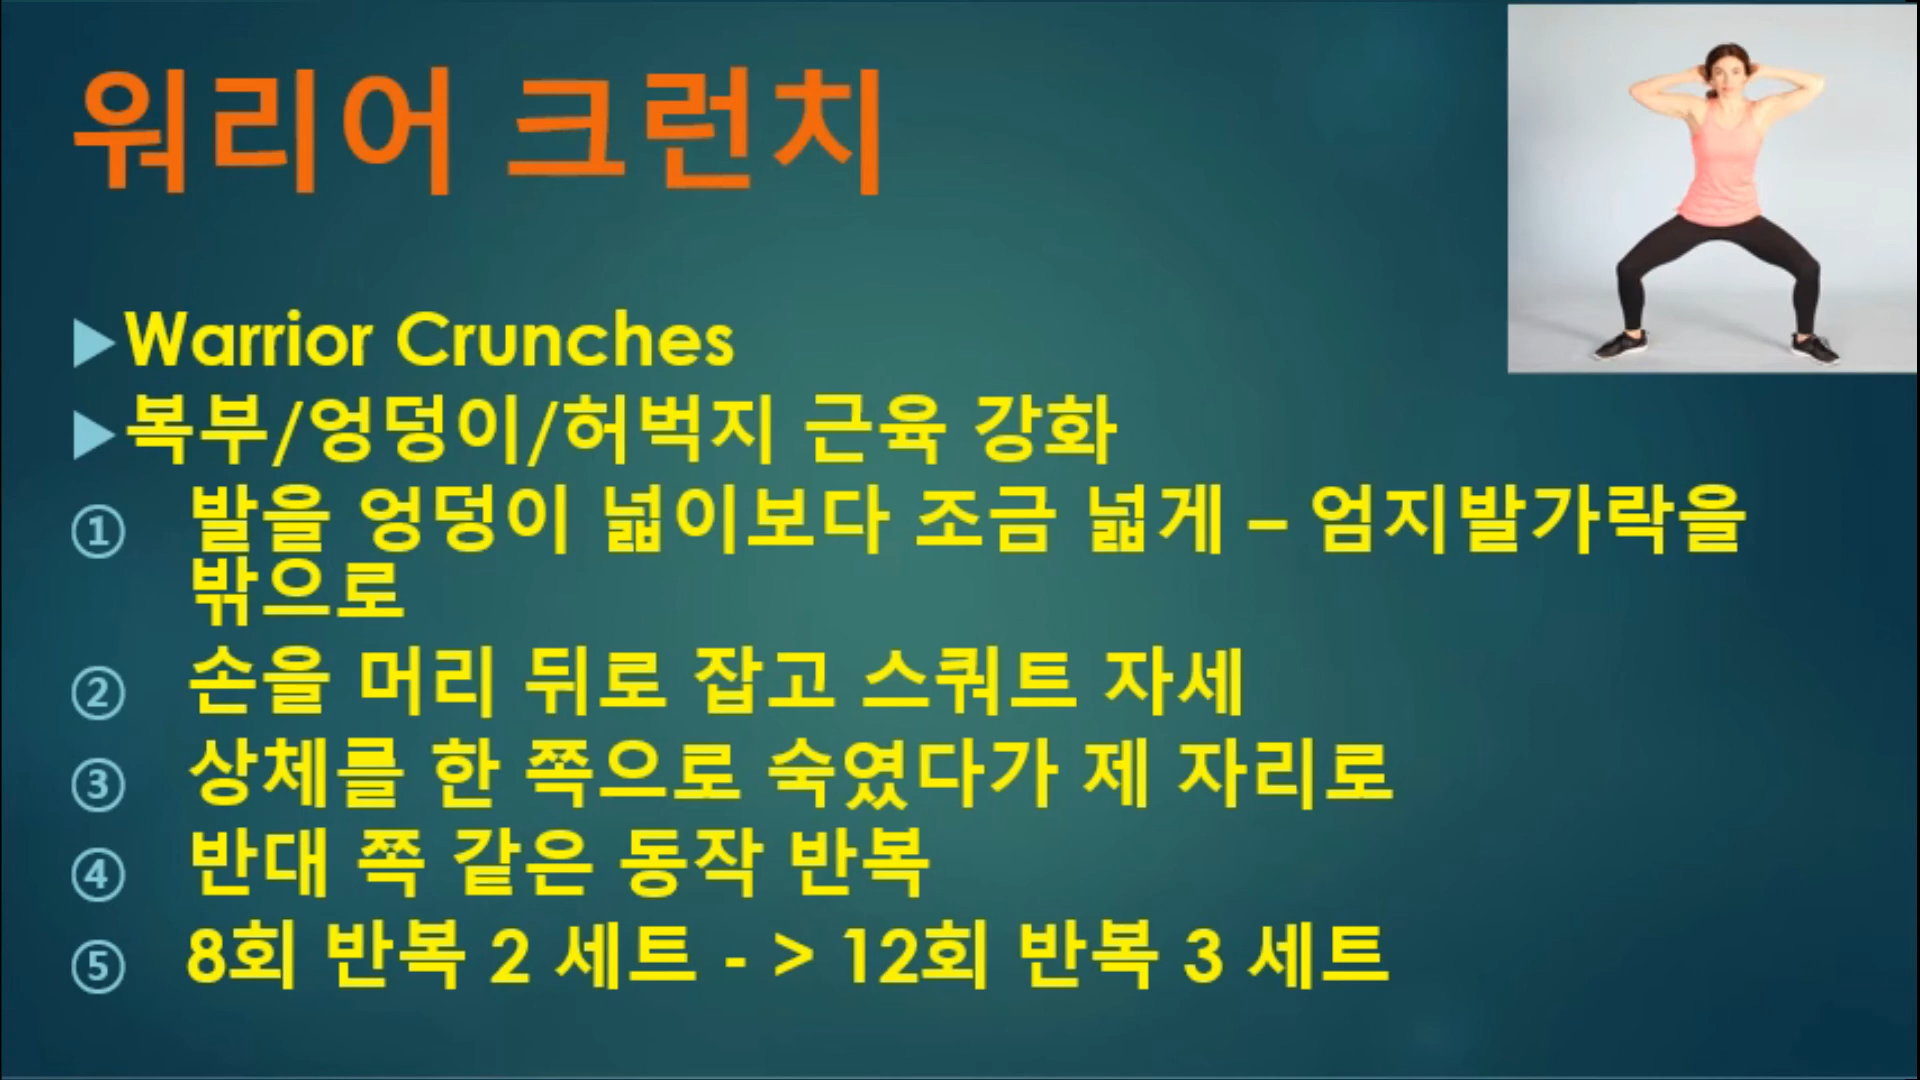 워리어 크런치
▶Warrior Crunches
▶복부/엉덩이/허벅지 근육 강화
① 발을 엉덩이 넓이보다 조금 넓게 – 엄지발가락을
밖으로
② 손을 머리 뒤로 잡고 스쿼트 자세
③ 상체를 한 쪽으로 숙였다가 제 자리로
④ 반대 쪽 같은 동작 반복
⑤ 8회 반복 2 세트 - > 12회 반복 3 세트